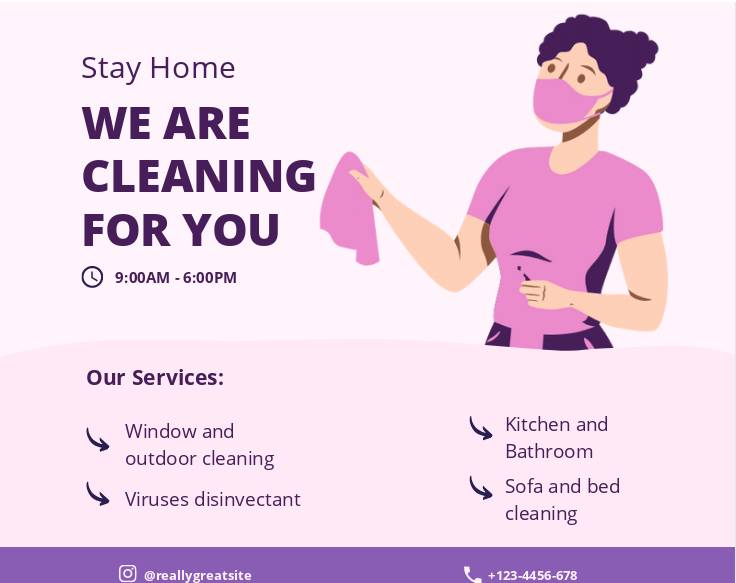 Stay Home
WE ARE
CLEANING
FOR YOU
9:00AM - 6:00PM
Our Services:
Window and
outdoor cleaning
Viruses disinvectant
Kitchen and
Bathroom
Sofa and bed
cleaning
@reallygreatsite
+123-4456-678